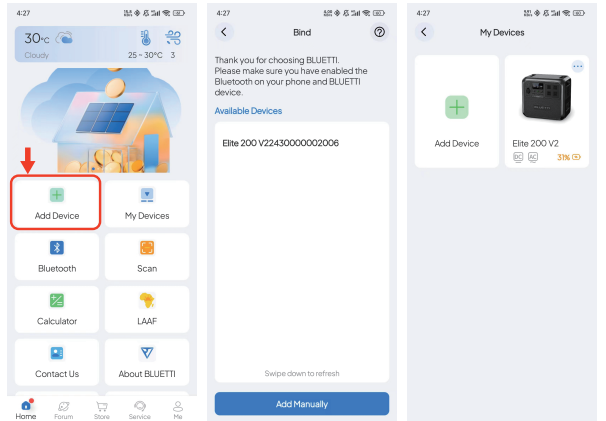 4:27
30°C
Cloudy
25 ~ 30°C 3
Add Device
My Devices
Bluetooth
Scan
Calculator
LAAF
Contact Us
About BLUETTI
Home
Forum
Store
Service
Me
4:27
Bind
Thank you for choosing BLUETTI.
Please make sure you have enabled the
Bluetooth on your phone and BLUETTI
device.
Available Devices
Elite 200 V22430000002006
Swipe down to refresh
Add Manually
4:27
My Devices
Add Device
Elite 200 V2
DC AC 31%